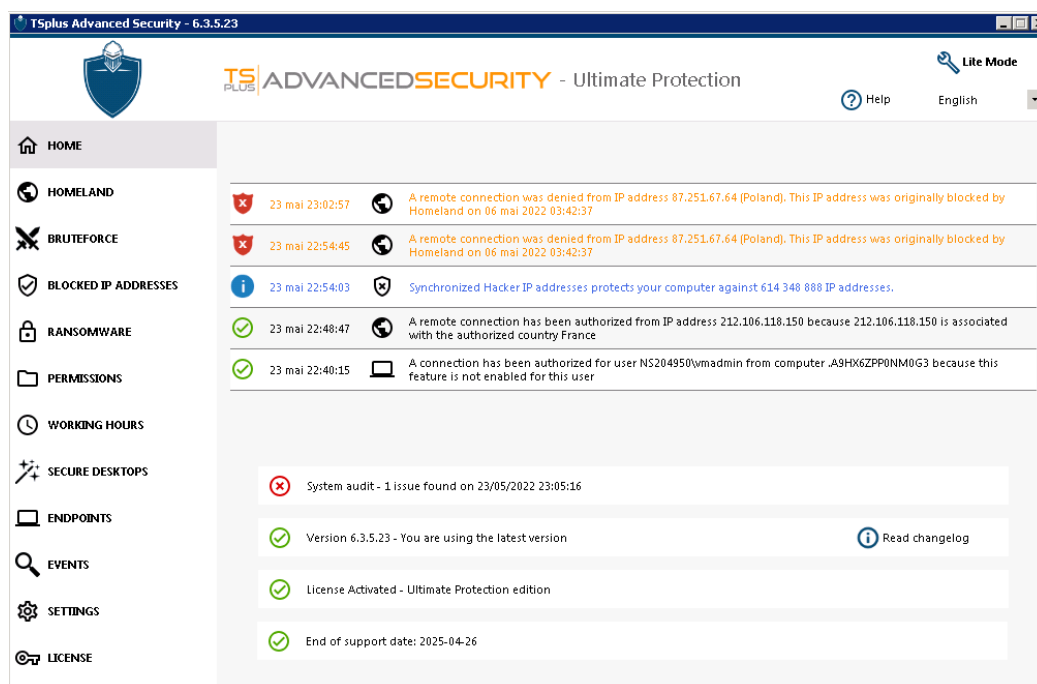 TSplus Advanced Security - 6.3.5.23
Lite Mode
TS PLUS ADVANCEDSECURITY - Ultimate Protection
Help
English
HOME
HOMELAND
BRUTEFORCE
BLOCKED IP ADDRESSES
RANSOMWARE
PERMISSIONS
WORKING HOURS
SECURE DESKTOPS
ENDPOINTS
EVENTS
SETTINGS
LICENSE
23 mai 23:02:57
A remote connection was denied from IP address 87.251.67.64 (Poland). This IP address was originally blocked by
Homeland on 06 mai 2022 03:42:37
23 mai 22:54:45
A remote connection was denied from IP address 87.251.67.64 (Poland). This IP address was originally blocked by
Homeland on 06 mai 2022 03:42:37
23 mai 22:54:03
Synchronized Hacker IP addresses protects your computer against 614 348 888 IP addresses.
23 mai 22:48:47
A remote connection has been authorized from IP address 212.106.118.150 because 212.106.118.150 is associated
with the authorized country France
23 mai 22:40:15
A connection has been authorized for user NS204950\vmadmin from computer .A9HX6ZPP0NM0G3 because this
feature is not enabled for this user
System audit - 1 issue found on 23/05/2022 23:05:16
Version 6.3.5.23 - You are using the latest version
Read changelog
License Activated - Ultimate Protection edition
End of support date: 2025-04-26